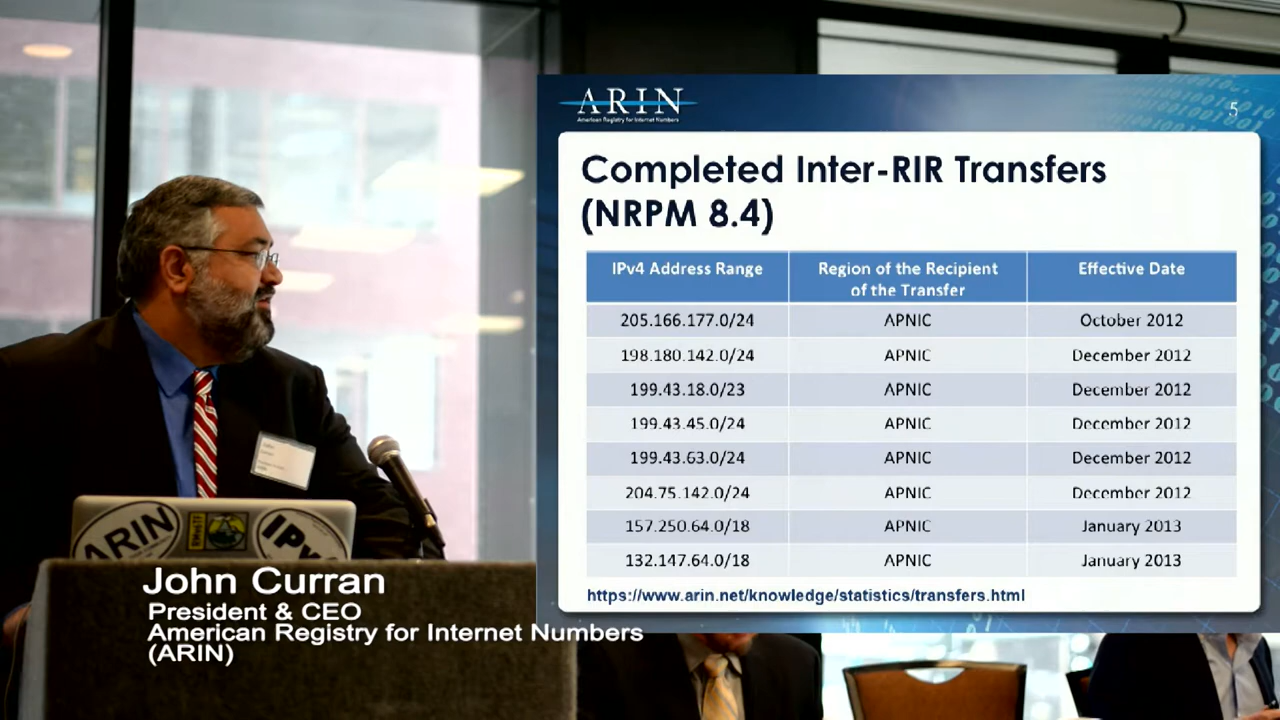 ARIN
American Registry for Internet Numbers
5
Completed Inter-RIR Transfers
(NRPM 8.4)
IPv4 Address Range
Region of the Recipient
of the Transfer
Effective Date
205.166.177.0/24 APNIC October 2012
198.180.142.0/24 APNIC December 2012
199.43.18.0/23 APNIC December 2012
199.43.45.0/24 APNIC December 2012
199.43.63.0/24 APNIC December 2012
204.75.142.0/24 APNIC December 2012
157.250.64.0/18 APNIC January 2013
132.147.64.0/18 APNIC January 2013
https://www.arin.net/knowledge/statistics/transfers.html
ARIN
IPv
John Curran
President & CEO
American Registry for Internet Numbers
(ARIN)